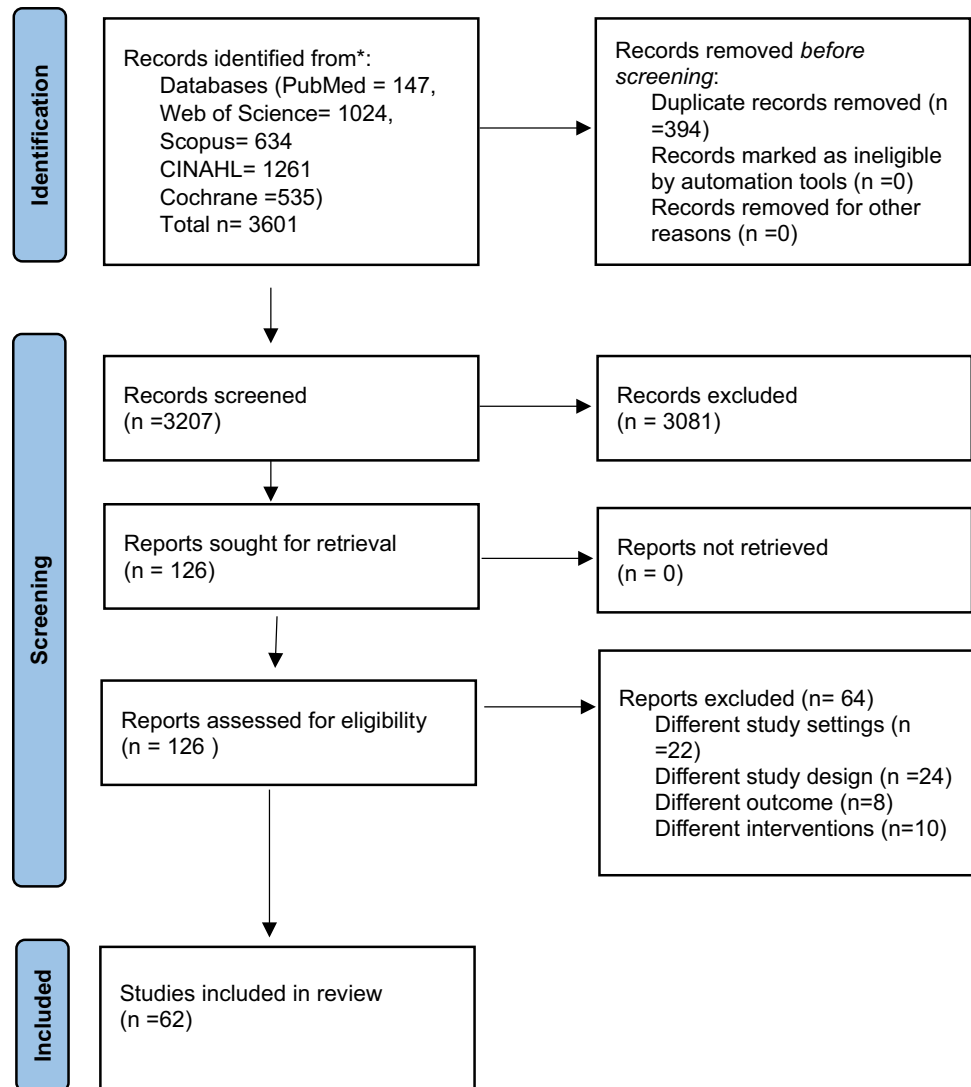 Identification
Records identified from*:
Databases (PubMed = 147,
Web of Science= 1024,
Scopus= 634
CINAHL= 1261
Cochrane =535)
Total n= 3601
Records removed before
screening:
Duplicate records removed (n
=394)
Records marked as ineligible
by automation tools (n =0)
Records removed for other
reasons (n =0)
Screening
Records screened
(n =3207)
Records excluded
(n = 3081)
Reports sought for retrieval
(n = 126)
Reports not retrieved
(n = 0)
Reports assessed for eligibility
(n = 126 )
Reports excluded (n= 64)
Different study settings (n
=22)
Different study design (n =24)
Different outcome (n=8)
Different interventions (n=10)
Included
Studies included in review
(n =62)